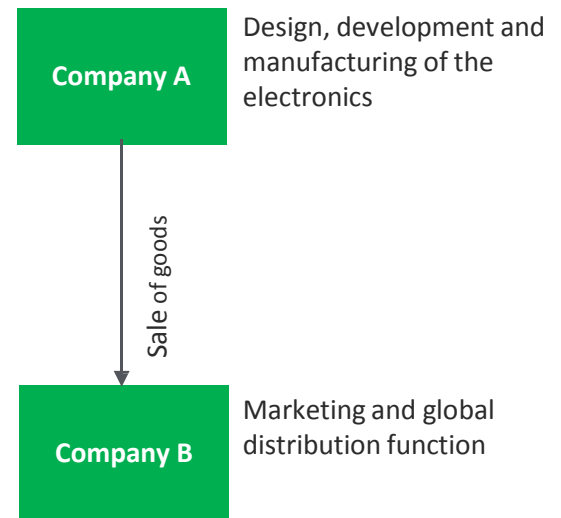 Company A
Design, development and
manufacturing of the
electronics
Sale of goods
Company B
Marketing and global
distribution function